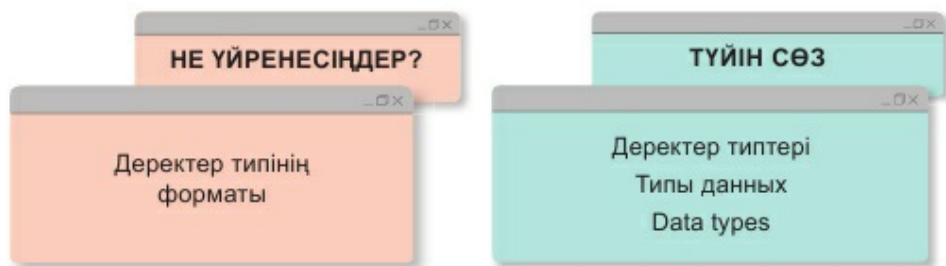 НЕ ҮЙРЕНЕСІҢДЕР?
Деректер типінің
форматы
ТҮЙІН СӨЗ
Деректер типтері
Типы данных
Data types